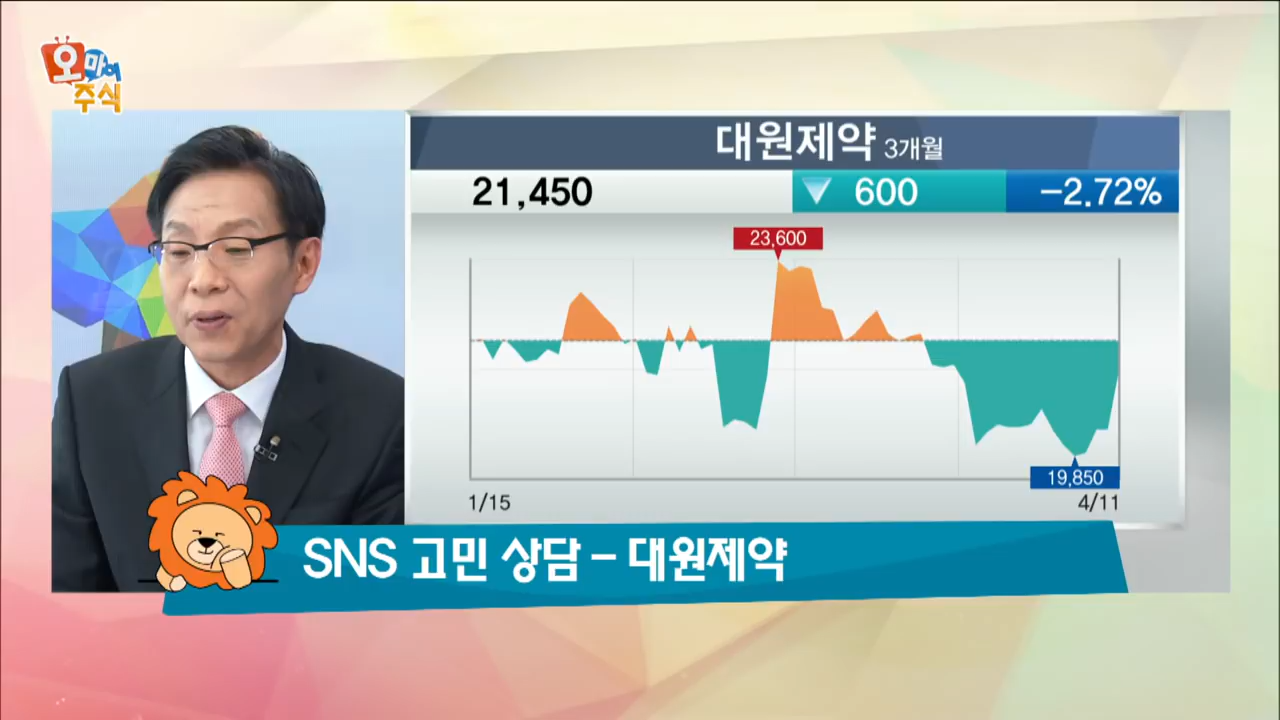 오마이
주식
대원제약 3개월
21,450 ▼ 600 -2.72%
23,600
19,850
1/15 4/11
SNS 고민 상담 – 대원제약